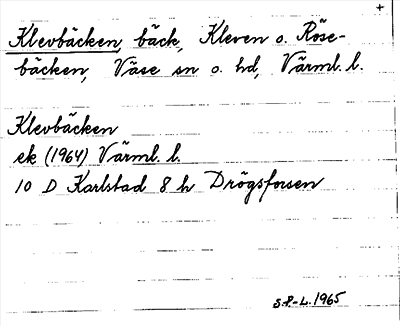 +
Klevbäcken, bäck, Kleven o. Röse-
bäcken, Väse sn o. hd, Värml. l.
Klevbäcken
ek (1964) Värml. l.
10 D Karlstad 8 h Drögsforsen
S.P-L. 1965